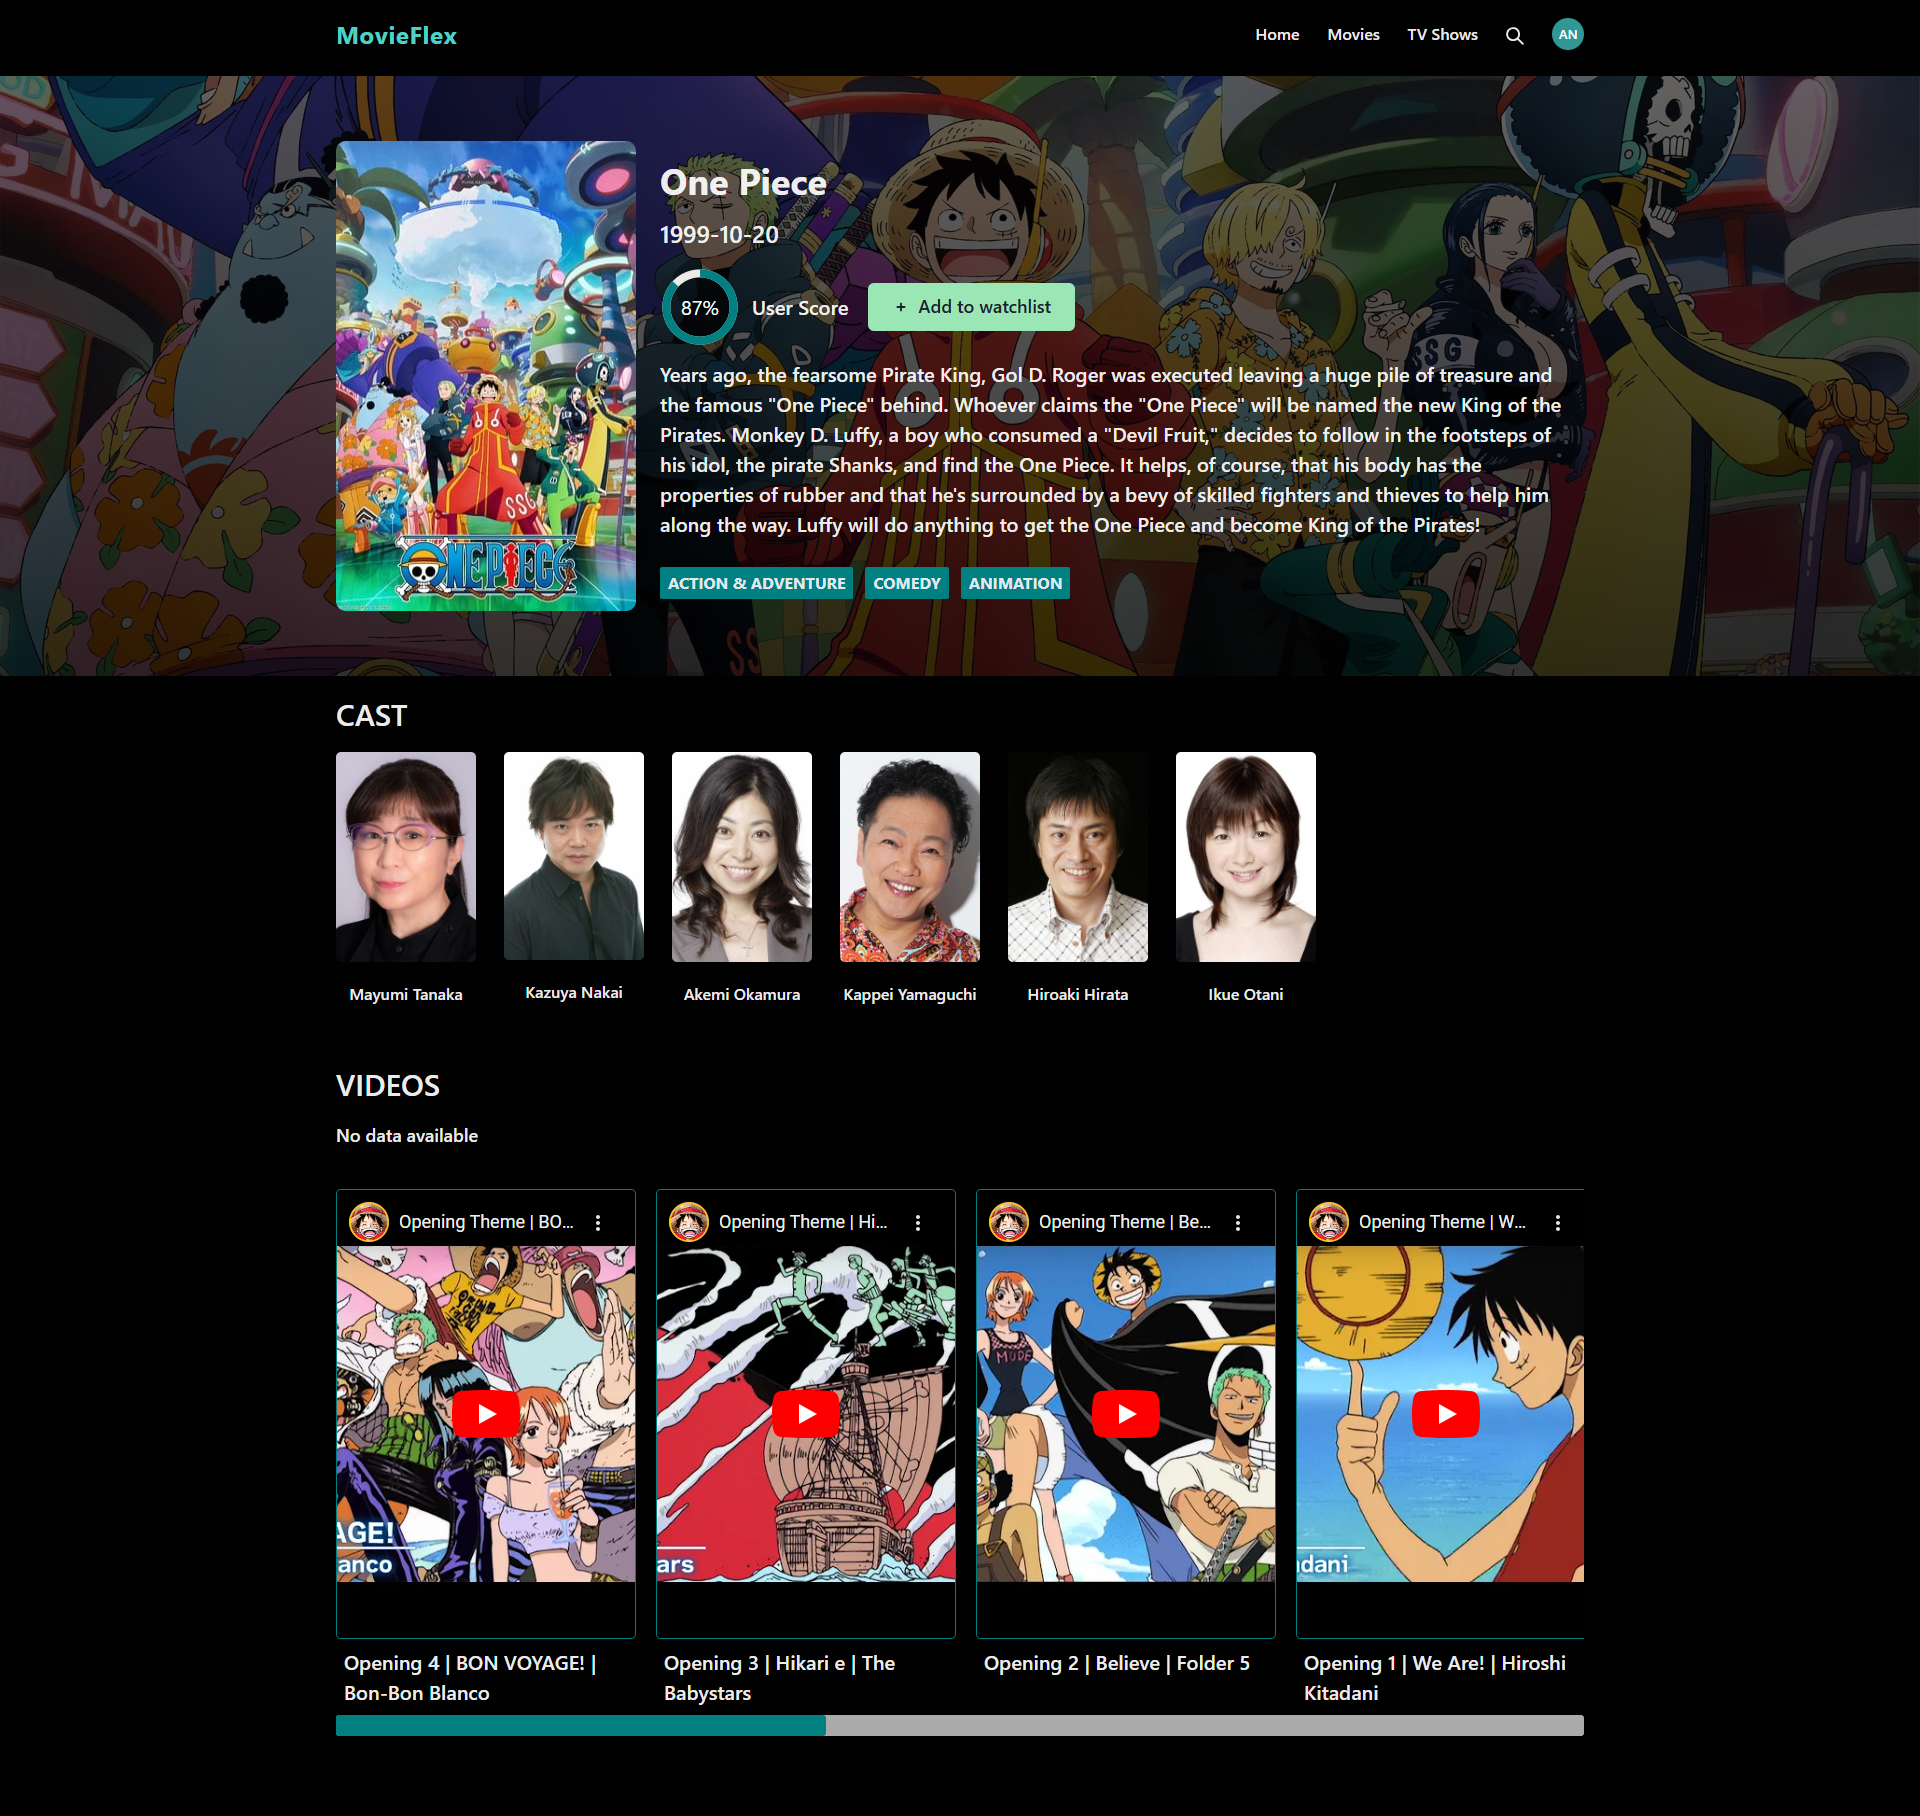 MovieFlex
Home
Movies
TV Shows
AN
One Piece
1999-10-20
87%
User Score
+ Add to watchlist
Years ago, the fearsome Pirate King, Gol D. Roger was executed leaving a huge pile of treasure and
the famous "One Piece" behind. Whoever claims the "One Piece" will be named the new King of the
Pirates. Monkey D. Luffy, a boy who consumed a "Devil Fruit," decides to follow in the footsteps of
his idol, the pirate Shanks, and find the One Piece. It helps, of course, that his body has the
properties of rubber and that he's surrounded by a bevy of skilled fighters and thieves to help him
along the way. Luffy will do anything to get the One Piece and become King of the Pirates!
ACTION & ADVENTURE
COMEDY
ANIMATION
SSG
ONE PIECE
SSG
SS
CAST
Mayumi Tanaka
Kazuya Nakai
Akemi Okamura
Kappei Yamaguchi
Hiroaki Hirata
Ikue Otani
VIDEOS
No data available
Opening Theme | BO...
Opening Theme | Hi...
Opening Theme | Be...
Opening Theme | W...
MODE
AGE!
anco
ars
dani
Opening 4 | BON VOYAGE! |
Bon-Bon Blanco
Opening 3 | Hikari e | The
Babystars
Opening 2 | Believe | Folder 5
Opening 1 | We Are! | Hiroshi
Kitadani